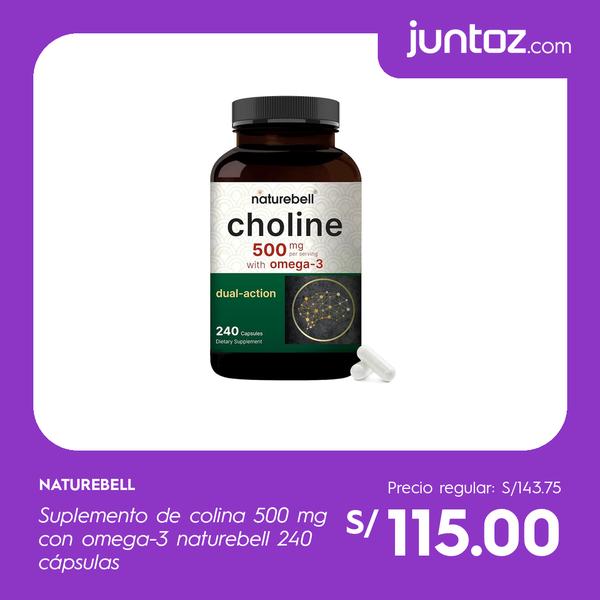 juntoz.com
naturebell
choline
500 mg
per serving
with omega-3
dual-action
240 Capsules
Dietary Supplement
NATUREBELL
Suplemento de colina 500 mg
con omega-3 naturebell 240
cápsulas
Precio regular: S/143.75
S/ 115.00